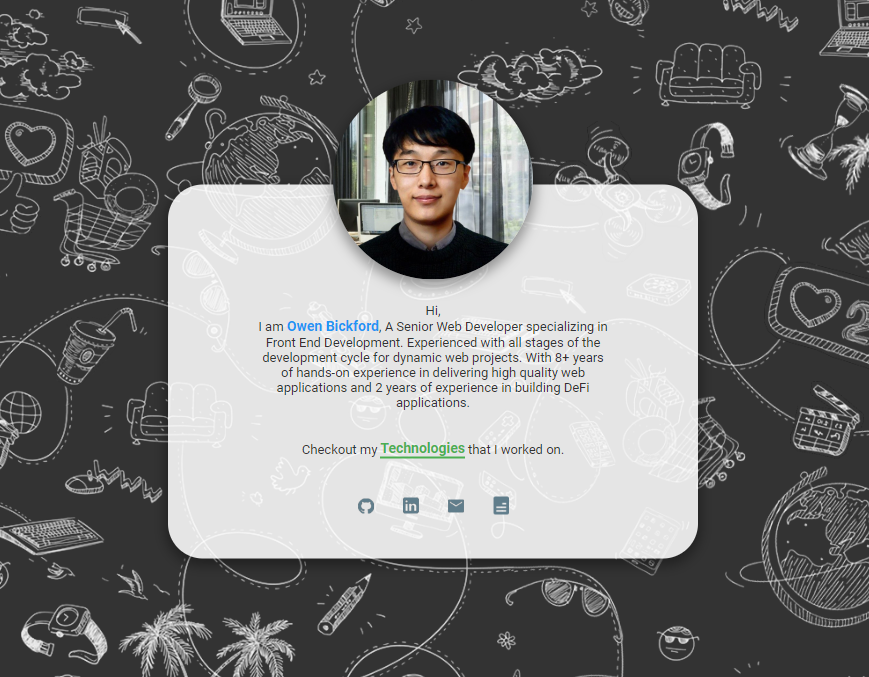 Hi,
I am Owen Bickford, A Senior Web Developer specializing in
Front End Development. Experienced with all stages of the
development cycle for dynamic web projects. With 8+ years
of hands-on experience in delivering high quality web
applications and 2 years of experience in building DeFi
applications.
Checkout my Technologies that I worked on.
in
2